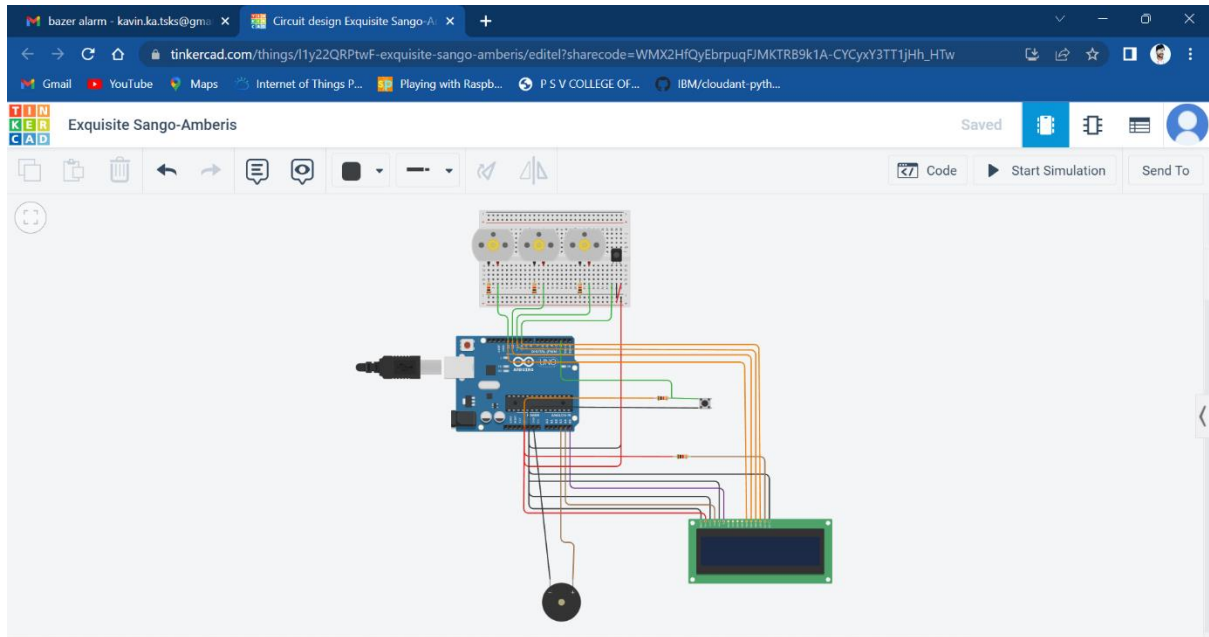 bazer alarm - kavin.ka.tsks@gma
Circuit design Exquisite Sango-A
tinkercad.com/things/l1y22QRPtwF-exquisite-sango-amberis/editel?sharecode=WMX2HfQyEbrpuqFJMKTRB9k1A-CYCyxY3TT1jHh_HTw
Gmail YouTube Maps Internet of Things P... Playing with Raspb... P S V COLLEGE OF... IBM/cloudant-pyth...
TIN
KER
CAD
Exquisite Sango-Amberis
Saved
Code
Start Simulation
Send To
UNO
ARDUINO